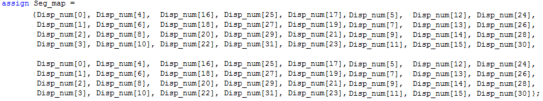 assign Seg_map =
{Disp_num[0], Disp_num[4], Disp_num[16], Disp_num[25], Disp_num[17], Disp_num[5], Disp_num[12], Disp_num[24],
Disp_num[1], Disp_num[6], Disp_num[18], Disp_num[27], Disp_num[19], Disp_num[7], Disp_num[13], Disp_num[26],
Disp_num[2], Disp_num[8], Disp_num[20], Disp_num[29], Disp_num[21], Disp_num[9], Disp_num[14], Disp_num[28],
Disp_num[3], Disp_num[10], Disp_num[22], Disp_num[31], Disp_num[23], Disp_num[11], Disp_num[15], Disp_num[30],
Disp_num[0], Disp_num[4], Disp_num[16], Disp_num[25], Disp_num[17], Disp_num[5], Disp_num[12], Disp_num[24],
Disp_num[1], Disp_num[6], Disp_num[18], Disp_num[27], Disp_num[19], Disp_num[7], Disp_num[13], Disp_num[26],
Disp_num[2], Disp_num[8], Disp_num[20], Disp_num[29], Disp_num[21], Disp_num[9], Disp_num[14], Disp_num[28],
Disp_num[3], Disp_num[10], Disp_num[22], Disp_num[31], Disp_num[23], Disp_num[11], Disp_num[15], Disp_num[30]};